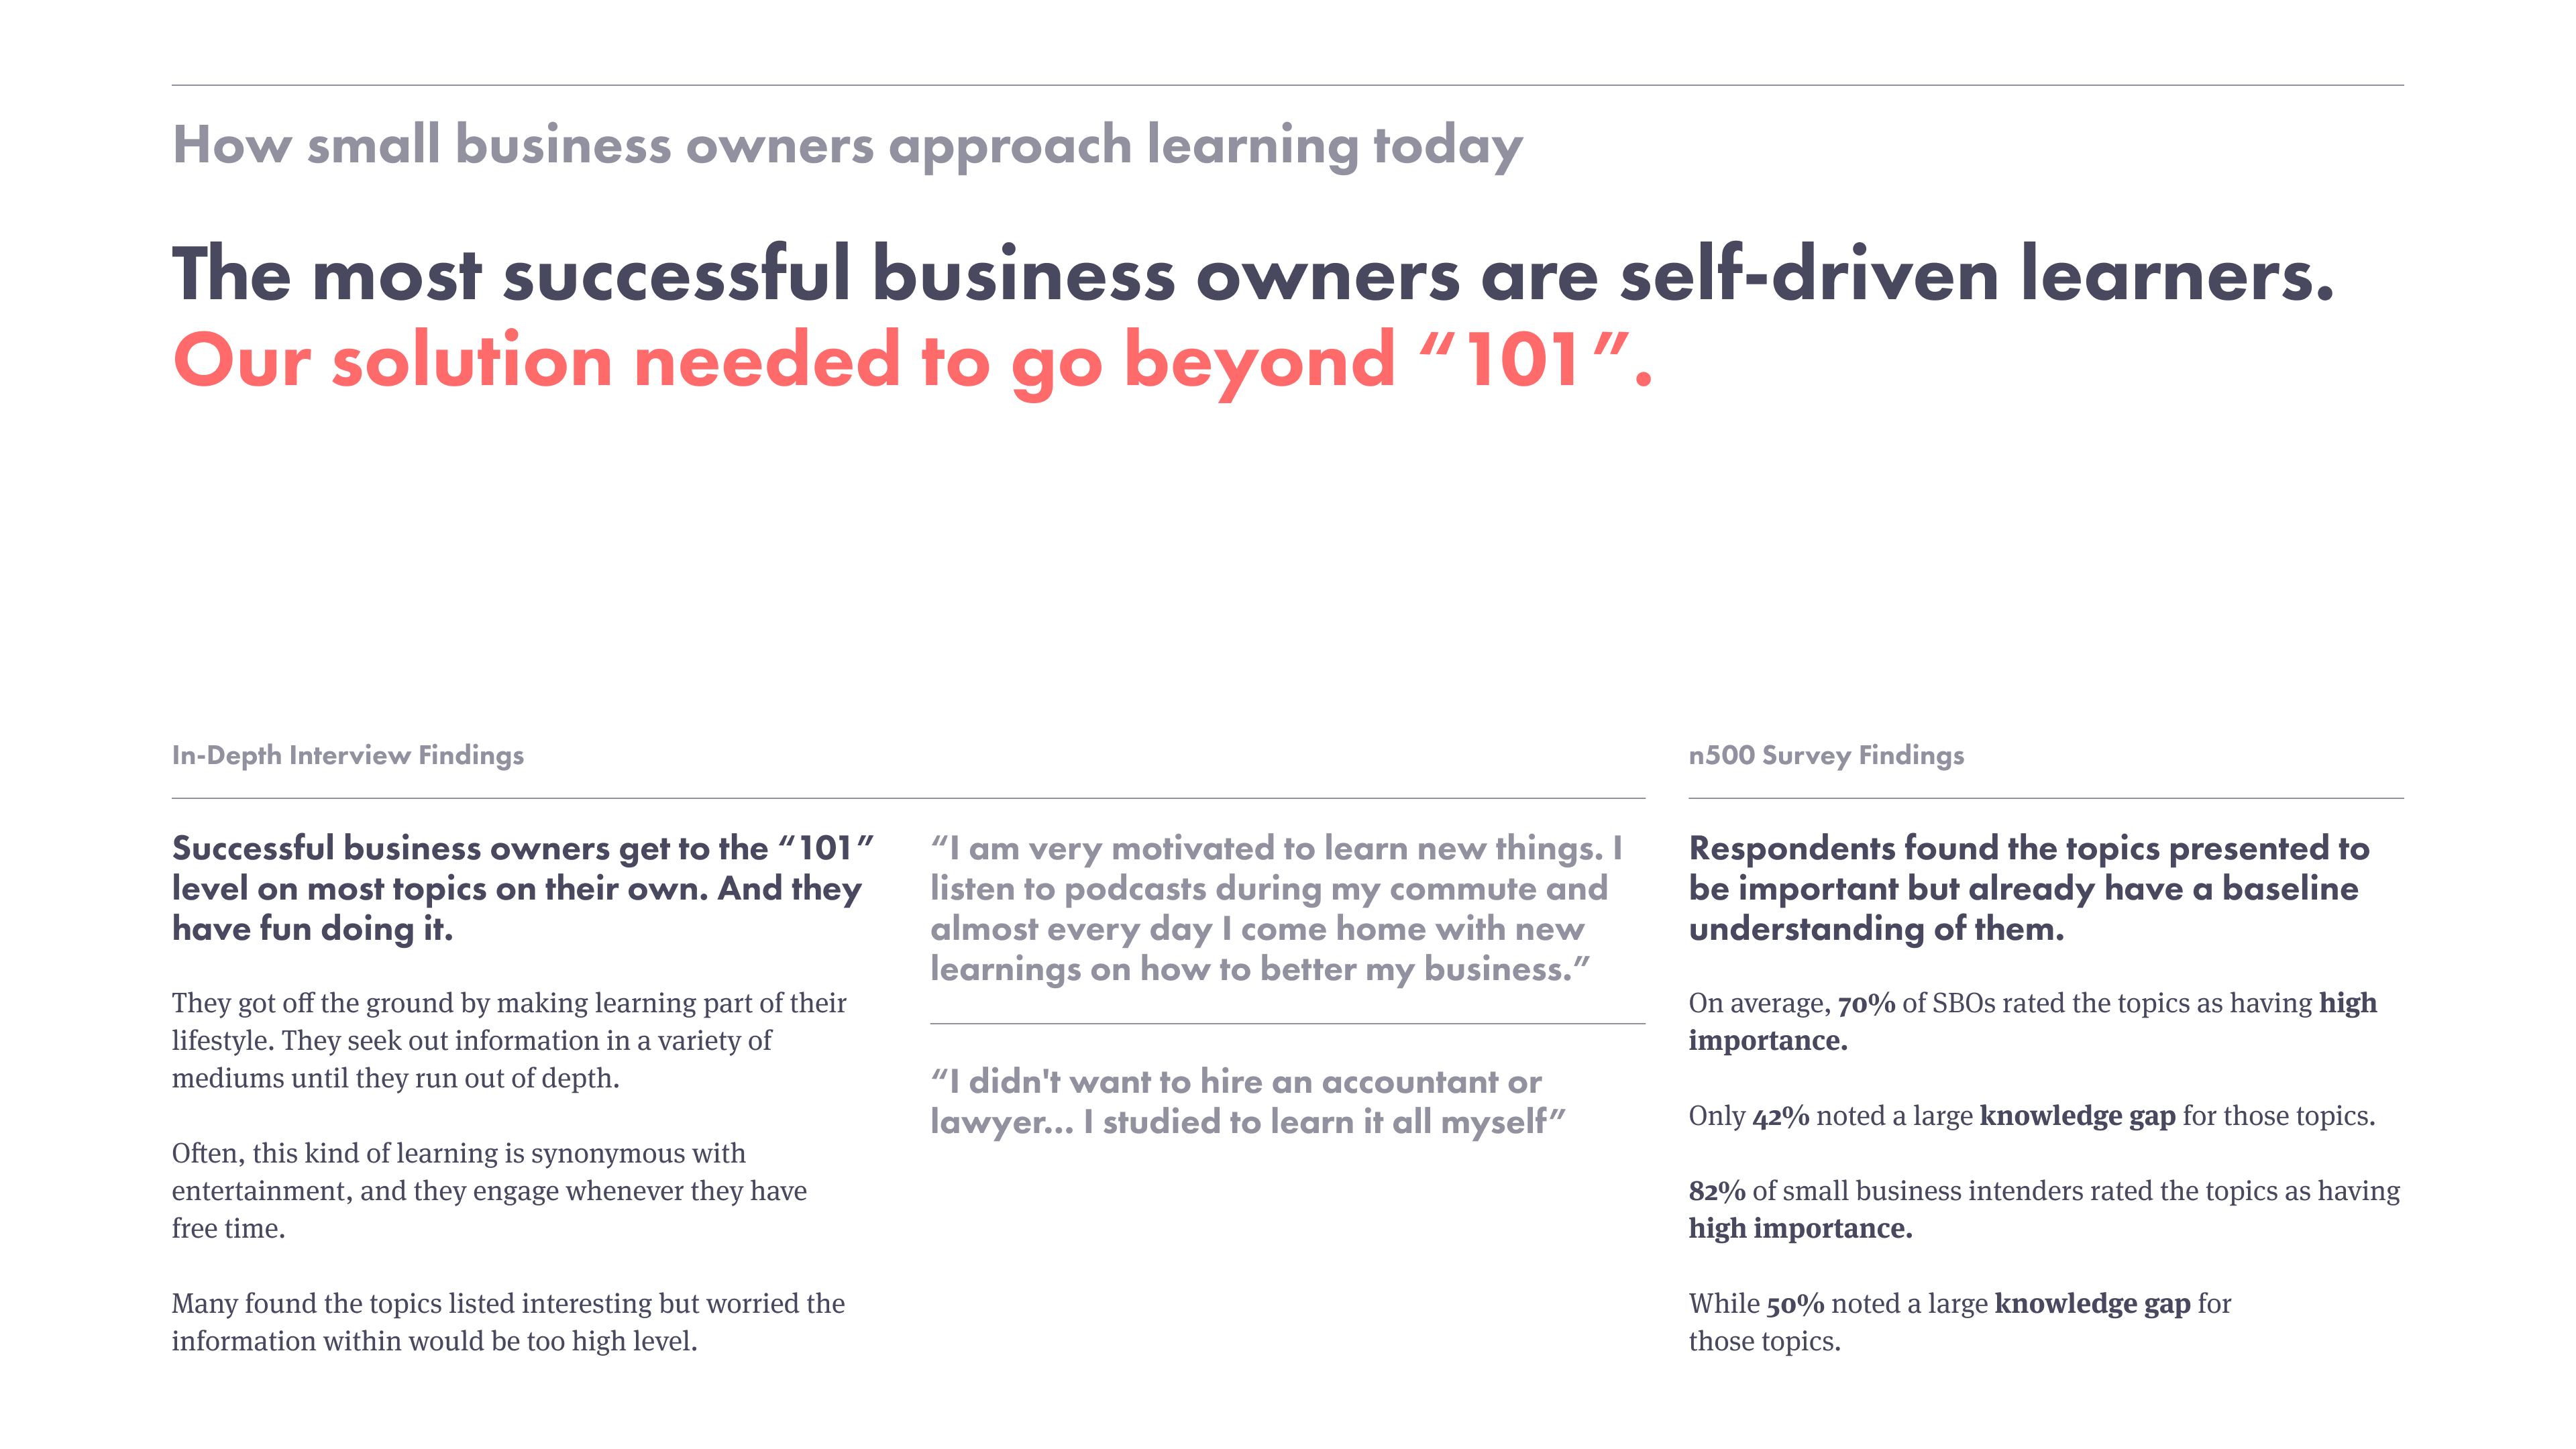 How small business owners approach learning today
The most successful business owners are self-driven learners.
Our solution needed to go beyond “101”.
In-Depth Interview Findings
Successful business owners get to the “101”
level on most topics on their own. And they
have fun doing it.
They got off the ground by making learning part of their
lifestyle. They seek out information in a variety of
mediums until they run out of depth.
Often, this kind of learning is synonymous with
entertainment, and they engage whenever they have
free time.
Many found the topics listed interesting but worried the
information within would be too high level.
“I am very motivated to learn new things. I
listen to podcasts during my commute and
almost every day I come home with new
learnings on how to better my business.”
“I didn't want to hire an accountant or
lawyer... I studied to learn it all myself”
n500 Survey Findings
Respondents found the topics presented to
be important but already have a baseline
understanding of them.
On average, 70% of SBOs rated the topics as having high
importance.
Only 42% noted a large knowledge gap for those topics.
82% of small business intenders rated the topics as having
high importance.
While 50% noted a large knowledge gap for
those topics.